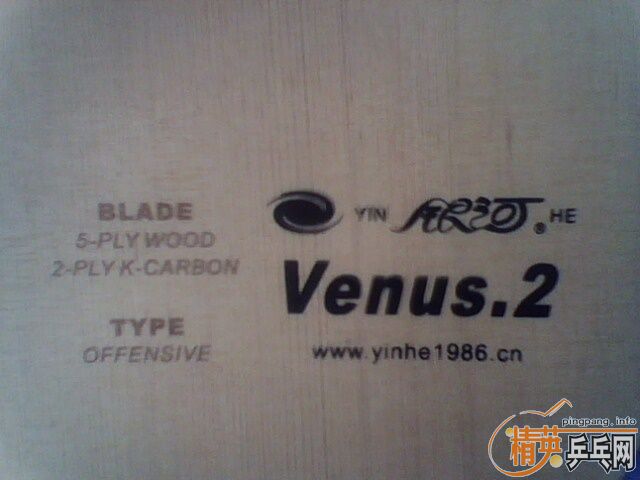 BLADE
5-PLY WOOD
2-PLY K-CARBON
TYPE
OFFENSIVE
YIN 银河® HE
Venus.2
www.yinhe1986.cn
pingpang.info
精英乒乓网